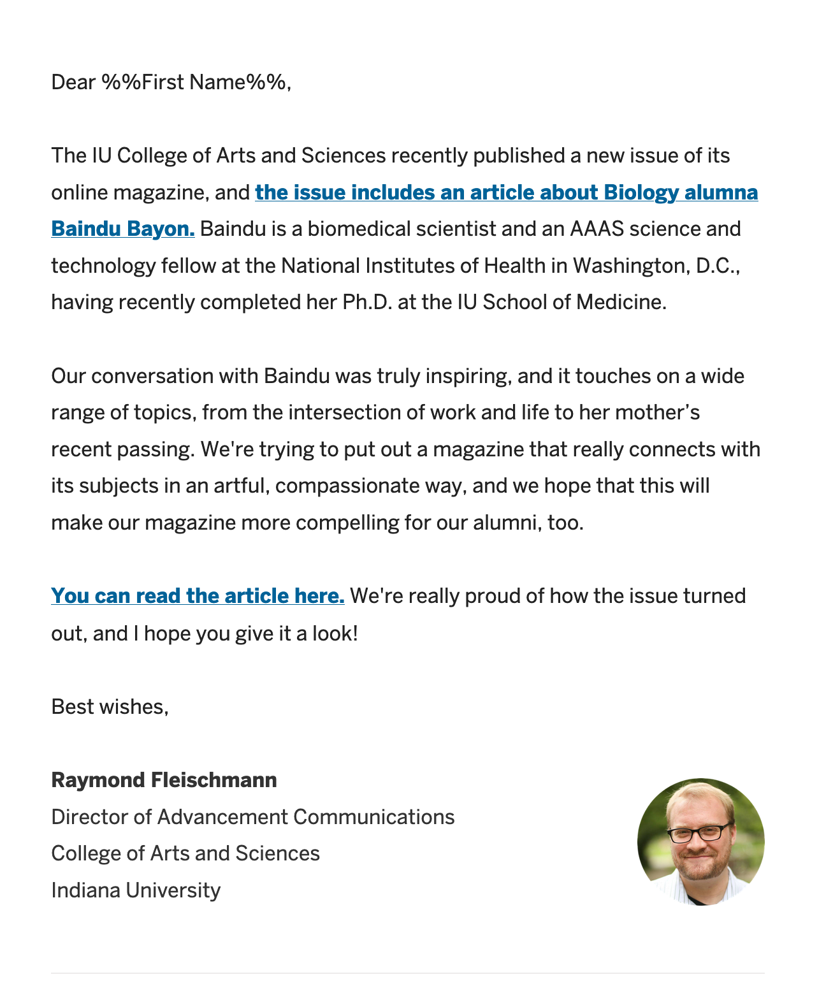 Dear %%First Name%%,
The IU College of Arts and Sciences recently published a new issue of its
online magazine, and the issue includes an article about Biology alumna
Baindu Bayon. Baindu is a biomedical scientist and an AAAS science and
technology fellow at the National Institutes of Health in Washington, D.C.,
having recently completed her Ph.D. at the IU School of Medicine.
Our conversation with Baindu was truly inspiring, and it touches on a wide
range of topics, from the intersection of work and life to her mother’s
recent passing. We're trying to put out a magazine that really connects with
its subjects in an artful, compassionate way, and we hope that this will
make our magazine more compelling for our alumni, too.
You can read the article here. We're really proud of how the issue turned
out, and I hope you give it a look!
Best wishes,
Raymond Fleischmann
Director of Advancement Communications
College of Arts and Sciences
Indiana University